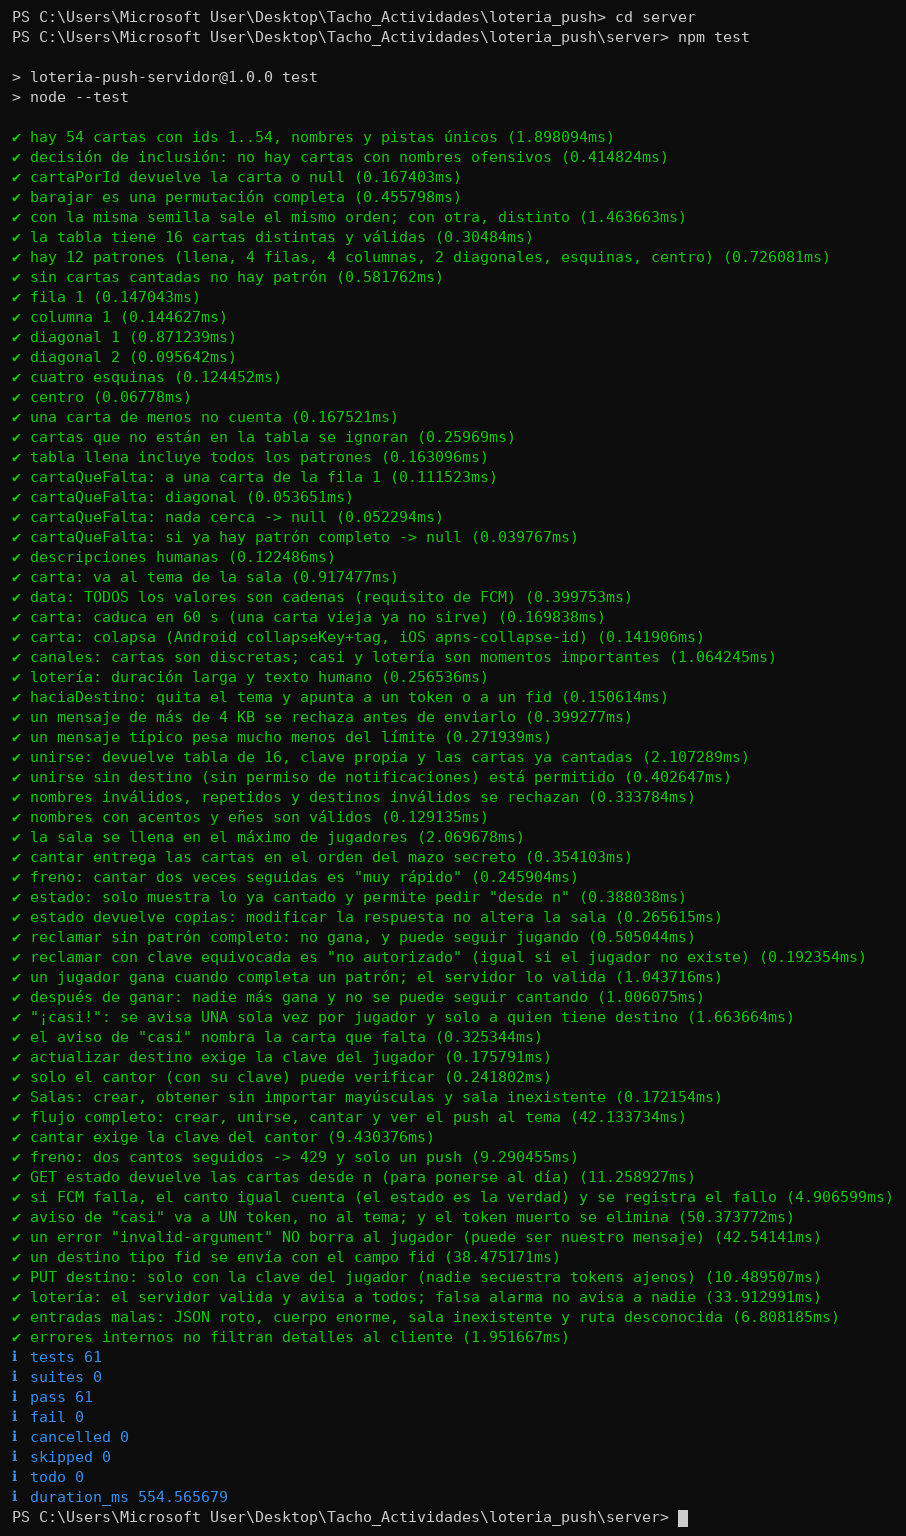 PS C:\Users\Microsoft User\Desktop\Tacho_Actividades\loteria_push> cd server
PS C:\Users\Microsoft User\Desktop\Tacho_Actividades\loteria_push\server> npm test
> loteria-push-servidor@1.0.0 test
> node --test
✔ hay 54 cartas con ids 1..54, nombres y pistas únicos (1.898094ms)
✔ decisión de inclusión: no hay cartas con nombres ofensivos (0.414824ms)
✔ cartaPorId devuelve la carta o null (0.167403ms)
✔ barajar es una permutación completa (0.455798ms)
✔ con la misma semilla sale el mismo orden; con otra, distinto (1.463663ms)
✔ la tabla tiene 16 cartas distintas y válidas (0.30484ms)
✔ hay 12 patrones (llena, 4 filas, 4 columnas, 2 diagonales, esquinas, centro) (0.726081ms)
✔ sin cartas cantadas no hay patrón (0.581762ms)
✔ fila 1 (0.147043ms)
✔ columna 1 (0.144627ms)
✔ diagonal 1 (0.871239ms)
✔ diagonal 2 (0.095642ms)
✔ cuatro esquinas (0.124452ms)
✔ centro (0.06778ms)
✔ una carta de menos no cuenta (0.167521ms)
✔ cartas que no están en la tabla se ignoran (0.25969ms)
✔ tabla llena incluye todos los patrones (0.163096ms)
✔ cartaQueFalta: a una carta de la fila 1 (0.111523ms)
✔ cartaQueFalta: diagonal (0.053651ms)
✔ cartaQueFalta: nada cerca -> null (0.052294ms)
✔ cartaQueFalta: si ya hay patrón completo -> null (0.039767ms)
✔ descripciones humanas (0.122486ms)
✔ carta: va al tema de la sala (0.917477ms)
✔ data: TODOS los valores son cadenas (requisito de FCM) (0.399753ms)
✔ carta: caduca en 60 s (una carta vieja ya no sirve) (0.169838ms)
✔ carta: colapsa (Android collapseKey+tag, iOS apns-collapse-id) (0.141906ms)
✔ canales: cartas son discretas; casi y lotería son momentos importantes (1.064245ms)
✔ lotería: duración larga y texto humano (0.256536ms)
✔ haciaDestino: quita el tema y apunta a un token o a un fid (0.150614ms)
✔ un mensaje de más de 4 KB se rechaza antes de enviarlo (0.399277ms)
✔ un mensaje típico pesa mucho menos del límite (0.271939ms)
✔ unirse: devuelve tabla de 16, clave propia y las cartas ya cantadas (2.107289ms)
✔ unirse sin destino (sin permiso de notificaciones) está permitido (0.402647ms)
✔ nombres inválidos, repetidos y destinos inválidos se rechazan (0.333784ms)
✔ nombres con acentos y eñes son válidos (0.129135ms)
✔ la sala se llena en el máximo de jugadores (2.069678ms)
✔ cantar entrega las cartas en el orden del mazo secreto (0.354103ms)
✔ freno: cantar dos veces seguidas es "muy rápido" (0.245904ms)
✔ estado: solo muestra lo ya cantado y permite pedir "desde n" (0.388038ms)
✔ estado devuelve copias: modificar la respuesta no altera la sala (0.265615ms)
✔ reclamar sin patrón completo: no gana, y puede seguir jugando (0.505044ms)
✔ reclamar con clave equivocada es "no autorizado" (igual si el jugador no existe) (0.192354ms)
✔ un jugador gana cuando completa un patrón; el servidor lo valida (1.043716ms)
✔ después de ganar: nadie más gana y no se puede seguir cantando (1.006075ms)
✔ "¡casi!": se avisa UNA sola vez por jugador y solo a quien tiene destino (1.663664ms)
✔ el aviso de "casi" nombra la carta que falta (0.325344ms)
✔ actualizar destino exige la clave del jugador (0.175791ms)
✔ solo el cantor (con su clave) puede verificar (0.241802ms)
✔ Salas: crear, obtener sin importar mayúsculas y sala inexistente (0.172154ms)
✔ flujo completo: crear, unirse, cantar y ver el push al tema (42.133734ms)
✔ cantar exige la clave del cantor (9.430376ms)
✔ freno: dos cantos seguidos -> 429 y solo un push (9.290455ms)
✔ GET estado devuelve las cartas desde n (para ponerse al día) (11.258927ms)
✔ si FCM falla, el canto igual cuenta (el estado es la verdad) y se registra el fallo (4.906599ms)
✔ aviso de "casi" va a UN token, no al tema; y el token muerto se elimina (50.373772ms)
✔ un error "invalid-argument" NO borra al jugador (puede ser nuestro mensaje) (42.54141ms)
✔ un destino tipo fid se envía con el campo fid (38.475171ms)
✔ PUT destino: solo con la clave del jugador (nadie secuestra tokens ajenos) (10.489507ms)
✔ lotería: el servidor valida y avisa a todos; falsa alarma no avisa a nadie (33.912991ms)
✔ entradas malas: JSON roto, cuerpo enorme, sala inexistente y ruta desconocida (6.808185ms)
✔ errores internos no filtran detalles al cliente (1.951667ms)
ℹ tests 61
ℹ suites 0
ℹ pass 61
ℹ fail 0
ℹ cancelled 0
ℹ skipped 0
ℹ todo 0
ℹ duration_ms 554.565679
PS C:\Users\Microsoft User\Desktop\Tacho_Actividades\loteria_push\server>